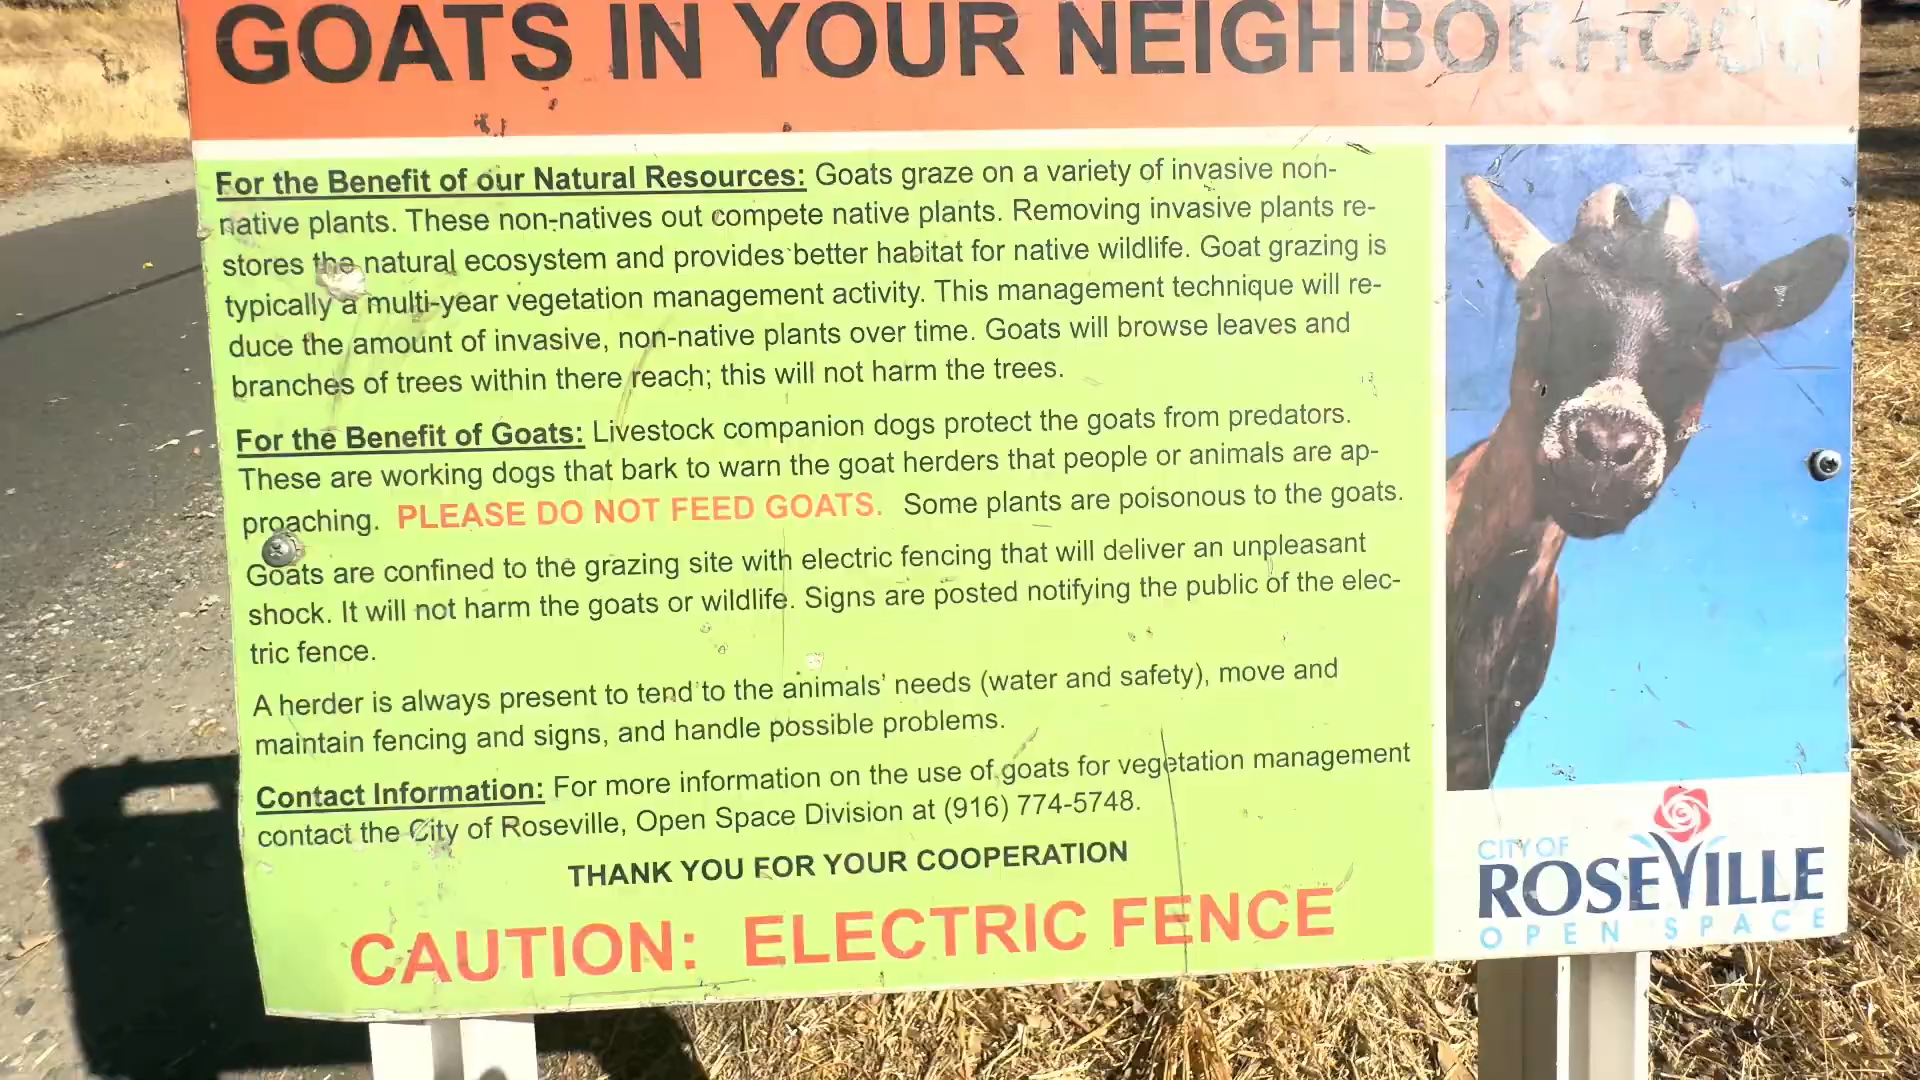 GOATS IN YOUR NEIGHBORHOOD
For the Benefit of our Natural Resources: Goats graze on a variety of invasive non-
native plants. These non-natives out compete native plants. Removing invasive plants re-
stores the natural ecosystem and provides better habitat for native wildlife. Goat grazing is
typically a multi-year vegetation management activity. This management technique will re-
duce the amount of invasive, non-native plants over time. Goats will browse leaves and
branches of trees within there reach; this will not harm the trees.
For the Benefit of Goats: Livestock companion dogs protect the goats from predators.
These are working dogs that bark to warn the goat herders that people or animals are ap-
proaching. PLEASE DO NOT FEED GOATS. Some plants are poisonous to the goats.
Goats are confined to the grazing site with electric fencing that will deliver an unpleasant
shock. It will not harm the goats or wildlife. Signs are posted notifying the public of the elec-
tric fence.
A herder is always present to tend to the animals' needs (water and safety), move and
maintain fencing and signs, and handle possible problems.
Contact Information: For more information on the use of goats for vegetation management
contact the City of Roseville, Open Space Division at (916) 774-5748.
THANK YOU FOR YOUR COOPERATION
CAUTION: ELECTRIC FENCE
CITY OF
ROSEVILLE
OPEN SPACE